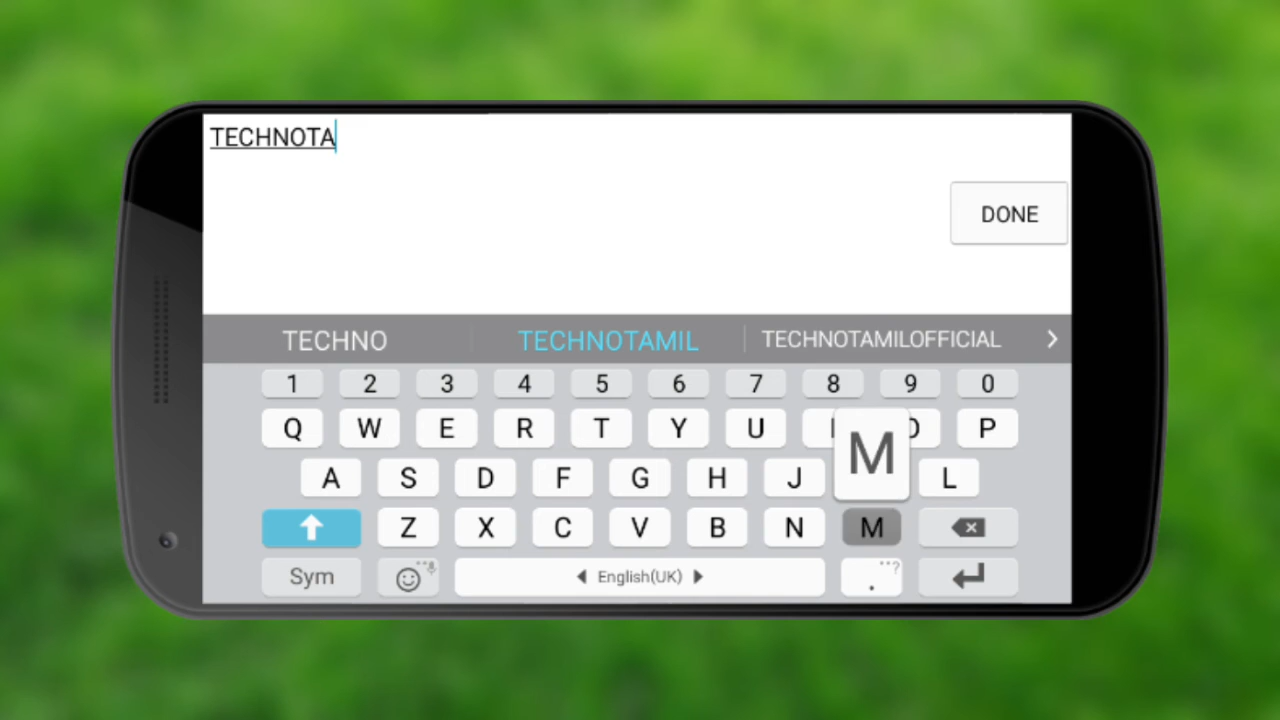 TECHNOTA
DONE
TECHNO TECHNOTAMIL TECHNOTAMILOFFICIAL
1 2 3 4 5 6 7 8 9 0
Q W E R T Y U P
A S D F G H J M L
Z X C V B N M
Sym English(UK) . ?